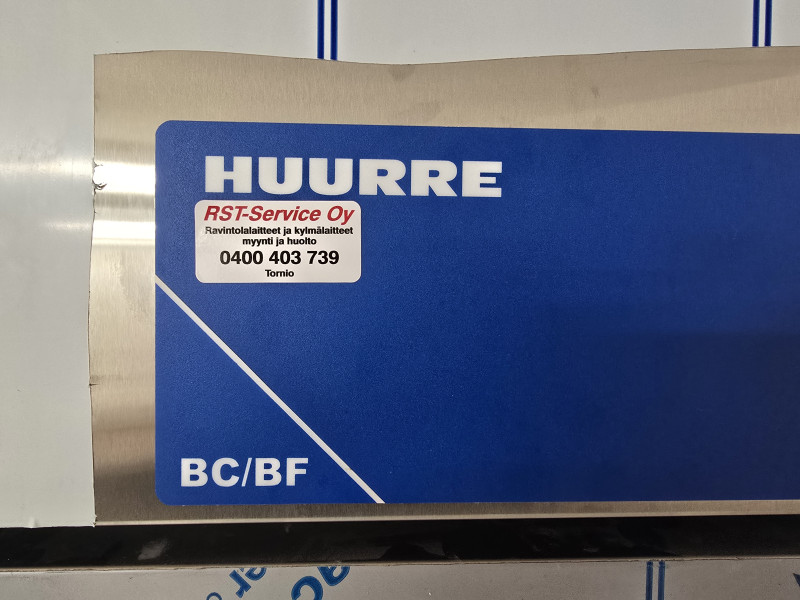 HUURRE
RST-Service Oy
Ravintolalaitteet ja kylmälaitteet
myynti ja huolto
0400 403 739
Tornio
BC/BF